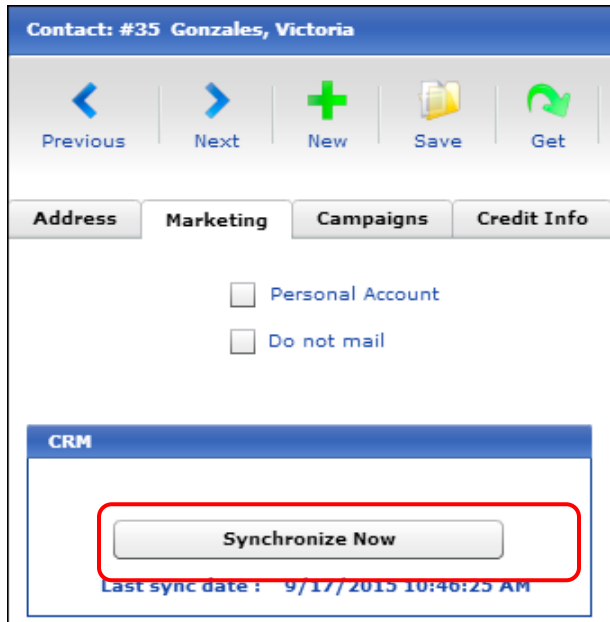 Contact: #35 Gonzales, Victoria
Previous Next New Save Get
Address Marketing Campaigns Credit Info
Personal Account
Do not mail
CRM
Synchronize Now
Last sync date : 9/17/2015 10:46:25 AM